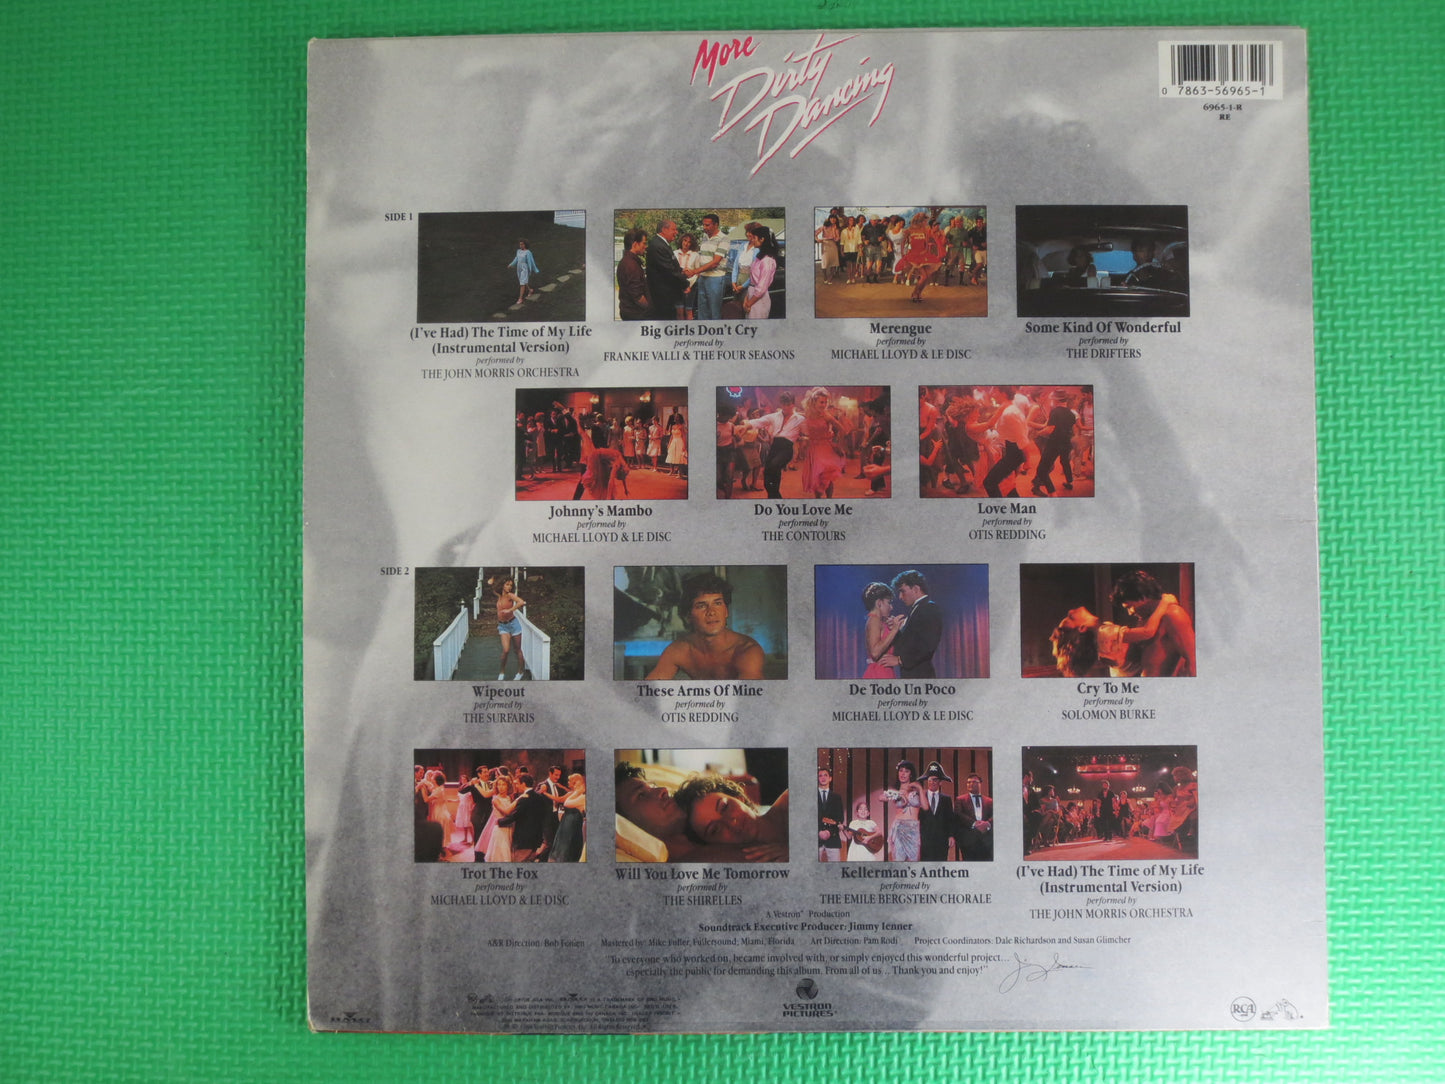 More
Dirty
Dancing
0 7863-56965-1
6965-1-R
RE
SIDE 1
(I've Had) The Time of My Life
(Instrumental Version)
performed by
THE JOHN MORRIS ORCHESTRA
Big Girls Don't Cry
performed by
FRANKIE VALLI & THE FOUR SEASONS
Merengue
performed by
MICHAEL LLOYD & LE DISC
Some Kind Of Wonderful
performed by
THE DRIFTERS
Johnny's Mambo
performed by
MICHAEL LLOYD & LE DISC
Do You Love Me
performed by
THE CONTOURS
Love Man
performed by
OTIS REDDING
SIDE 2
Wipeout
performed by
THE SURFARIS
These Arms Of Mine
performed by
OTIS REDDING
De Todo Un Poco
performed by
MICHAEL LLOYD & LE DISC
Cry To Me
performed by
SOLOMON BURKE
Trot The Fox
performed by
MICHAEL LLOYD & LE DISC
Will You Love Me Tomorrow
performed by
THE SHIRELLES
Kellerman's Anthem
performed by
THE EMILE BERGSTEIN CHORALE
(I've Had) The Time of My Life
(Instrumental Version)
performed by
THE JOHN MORRIS ORCHESTRA
A Vestron® Production
Soundtrack Executive Producer: Jimmy Ienner
A&R Direction: Bob Feiden Mastered by: Mike Fuller, Fullersound, Miami, Florida Art Direction: Pam Rodi Project Coordinators: Dale Richardson and Susan Glimcher
"To everyone who worked on, became involved with, or simply enjoyed this wonderful project...
especially the public for demanding this album. From all of us... Thank you and enjoy!"
VESTRON
PICTURES®
RCA